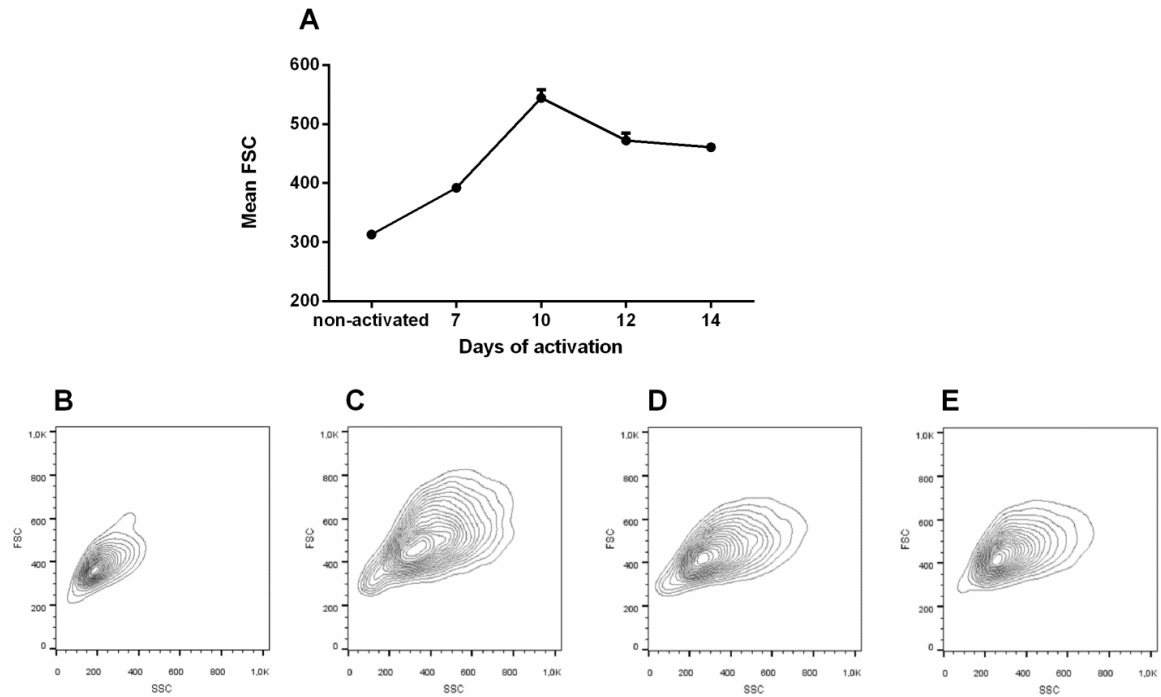 A
600
500
400
300
200
Mean FSC
non-activated 7 10 12 14
Days of activation
B C D E
1,0K
800
600
400
200
0
FSC
0 200 400 600 800 1,0K
SSC
1,0K
800
600
400
200
0
FSC
0 200 400 600 800 1,0K
SSC
1,0K
800
600
400
200
0
FSC
0 200 400 600 800 1,0K
SSC
1,0K
800
600
400
200
0
FSC
0 200 400 600 800 1,0K
SSC